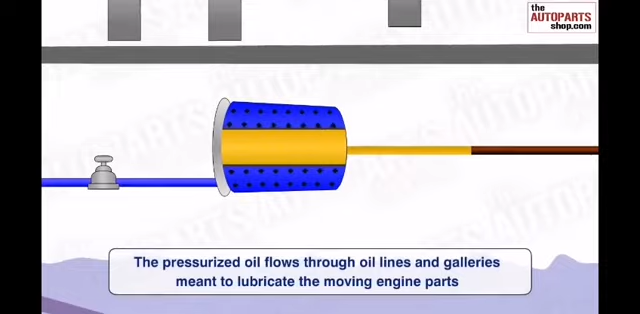 the
AUTOPARTS
shop.com
The pressurized oil flows through oil lines and galleries
meant to lubricate the moving engine parts